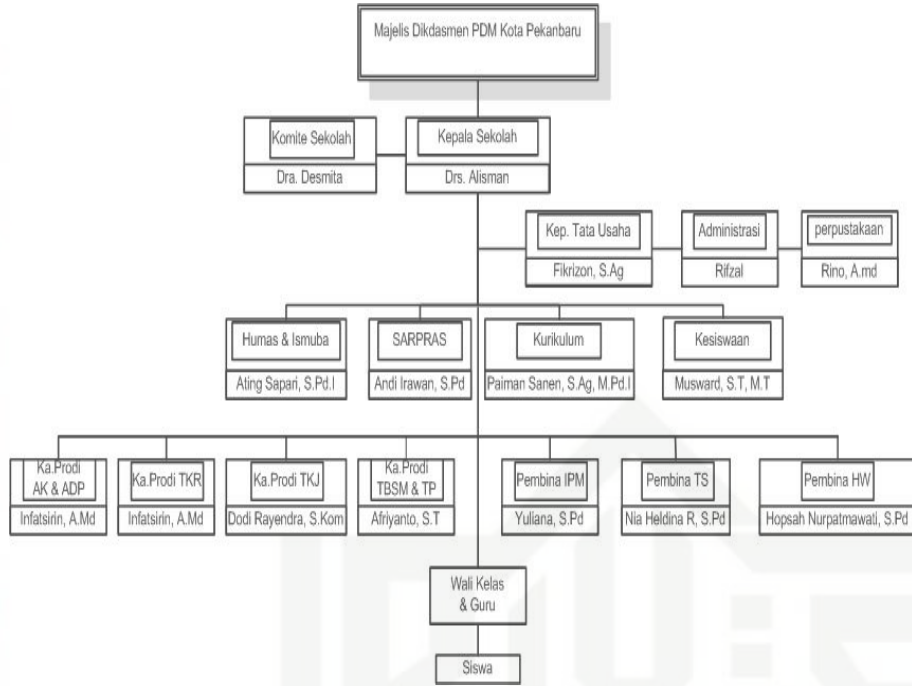 Majelis Dikdasmen PDM Kota Pekanbaru
Komite Sekolah
Dra. Desmita
Kepala Sekolah
Drs. Alisman
Kep. Tata Usaha
Fikrizon, S.Ag
Administrasi
Rifzal
perpustakaan
Rino, A.md
Humas & Ismuba
Ating Sapari, S.Pd.I
SARPRAS
Andi Irawan, S.Pd
Kurikulum
Paiman Sanen, S.Ag, M.Pd.I
Kesiswaan
Musward, S.T, M.T
Ka.Prodi
AK & ADP
Infatsirin, A.Md
Ka.Prodi TKR
Infatsirin, A.Md
Ka.Prodi TKJ
Dodi Rayendra, S.Kom
Ka.Prodi
TBSM & TP
Afriyanto, S.T
Pembina IPM
Yuliana, S.Pd
Pembina TS
Nia Heldina R, S.Pd
Pembina HW
Hopsah Nurpatmawati, S.Pd
Wali Kelas
& Guru
Siswa